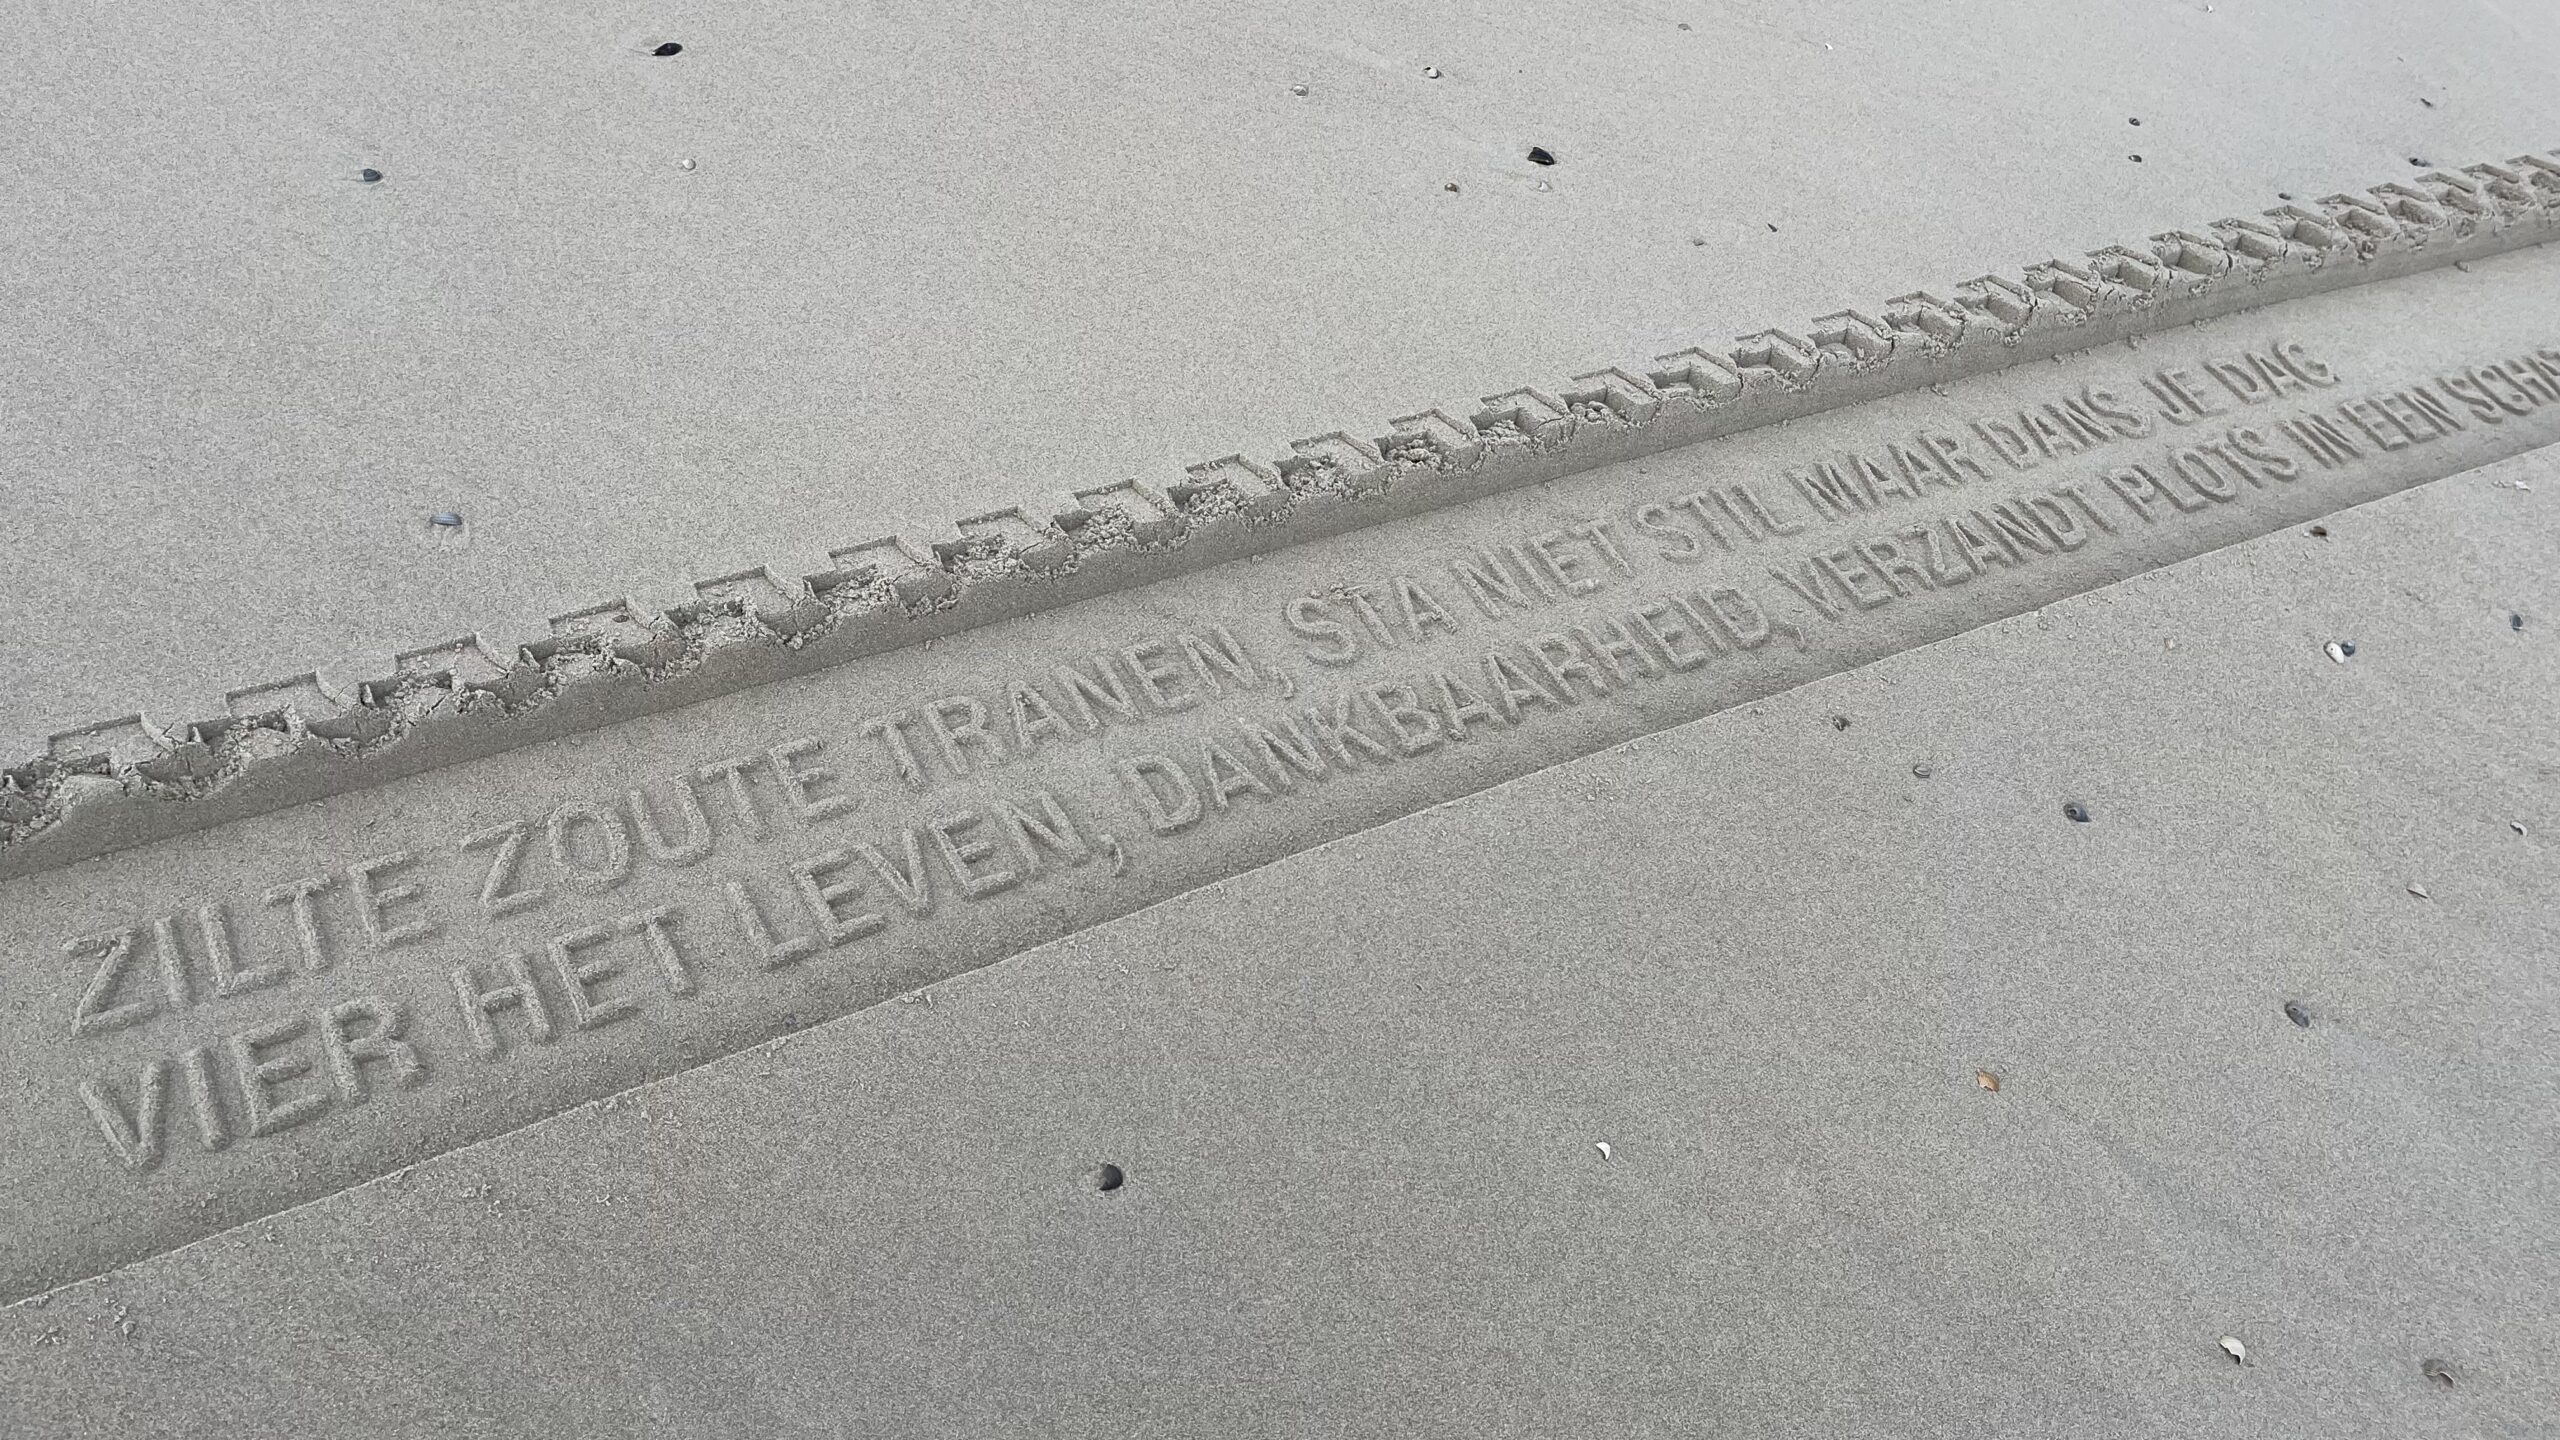 ZILTE ZOUTE TRANEN, STA NIET STIL MAAR DANS JE DAG
VIER HET LEVEN, DANKBAARHEID, VERZANDT PLOTS IN EEN